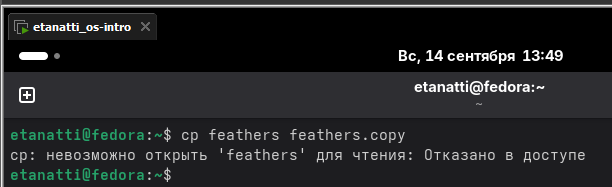 etanatti_os-intro
Вс, 14 сентября 13:49
etanatti@fedora:~
~
etanatti@fedora:~$ cp feathers feathers.copy
cp: невозможно открыть 'feathers' для чтения: Отказано в доступе
etanatti@fedora:~$